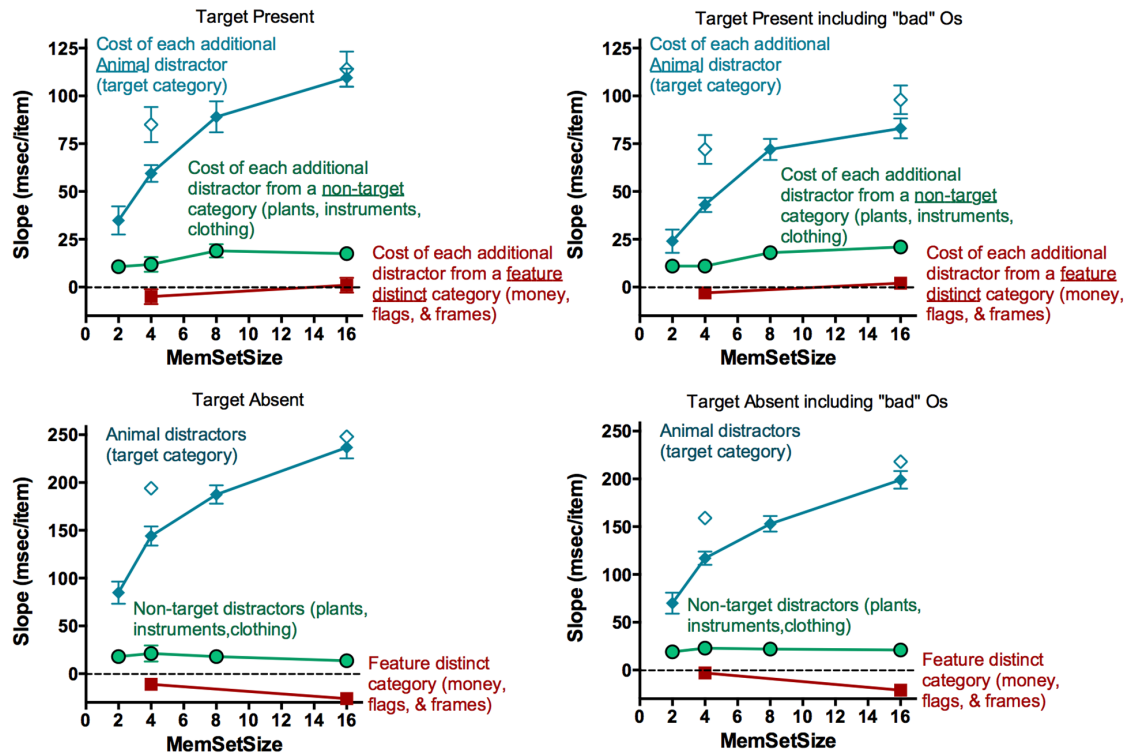 Target Present
125
100
75
50
25
0
Slope (msec/item)
Cost of each additional
Animal distractor
(target category)
Cost of each additional
distractor from a non-target
category (plants, instruments,
clothing)
Cost of each additional
distractor from a feature
distinct category (money,
flags, & frames)
0 2 4 6 8 10 12 14 16
MemSetSize
Target Present including "bad" Os
125
100
75
50
25
0
Slope (msec/item)
Cost of each additional
Animal distractor
(target category)
Cost of each additional
distractor from a non-target
category (plants, instruments,
clothing)
Cost of each additional
distractor from a feature
distinct category (money,
flags, & frames)
0 2 4 6 8 10 12 14 16
MemSetSize
Target Absent
250
200
150
100
50
0
Slope (msec/item)
Animal distractors
(target category)
Non-target distractors (plants,
instruments,clothing)
Feature distinct
category (money,
flags, & frames)
0 2 4 6 8 10 12 14 16
MemSetSize
Target Absent including "bad" Os
250
200
150
100
50
0
Slope (msec/item)
Animal distractors
(target category)
Non-target distractors (plants,
instruments,clothing)
Feature distinct
category (money,
flags, & frames)
0 2 4 6 8 10 12 14 16
MemSetSize